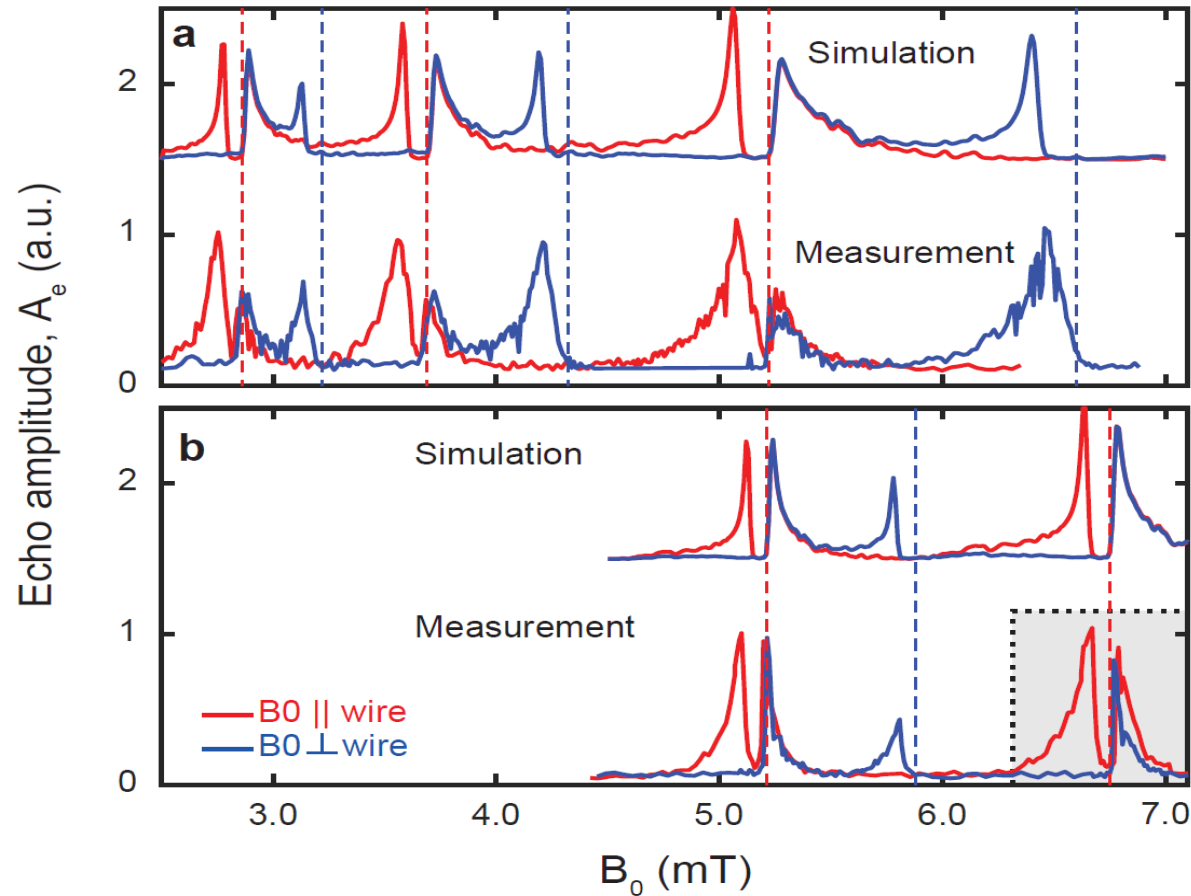 a
Simulation
2
Measurement
1
0
Echo amplitude, Aₑ (a.u.)
b
Simulation
2
Measurement
1
B0 || wire
B0 ⊥ wire
0
3.0 4.0 5.0 6.0 7.0
B₀ (mT)